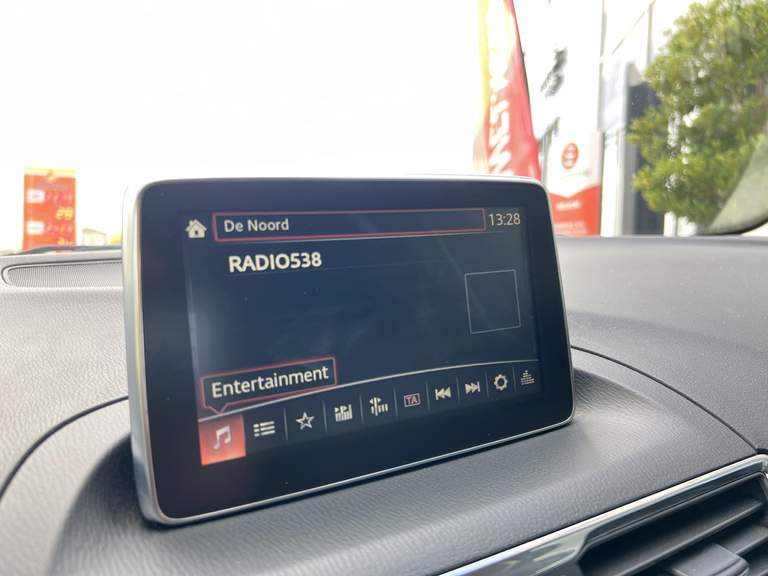 De Noord 13:28
RADIO538
Entertainment
TA